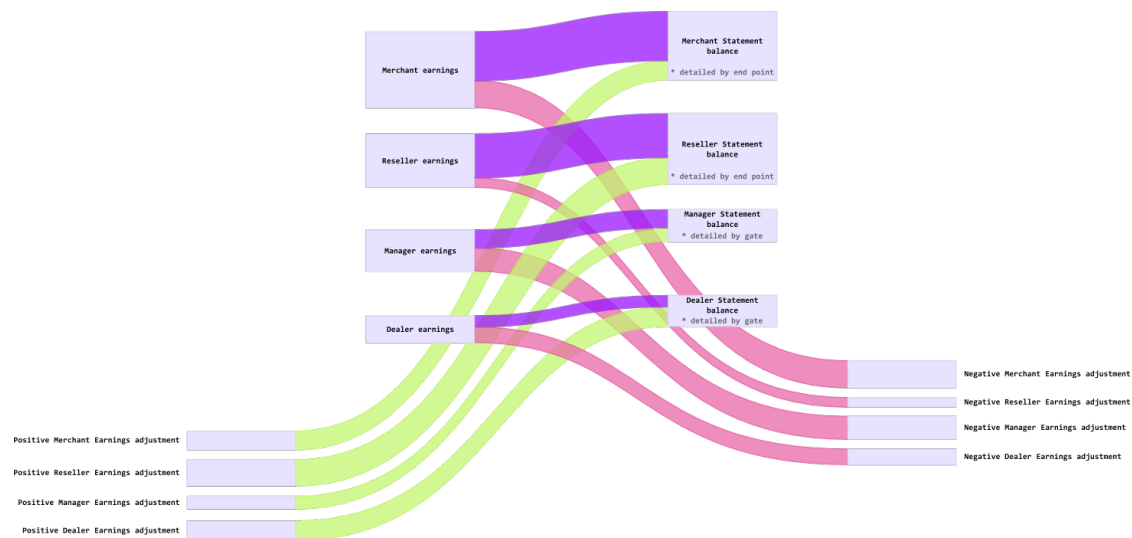 Merchant Statement
balance
* detailed by end point
Merchant earnings
Reseller Statement
balance
* detailed by end point
Reseller earnings
Manager Statement
balance
* detailed by gate
Manager earnings
Dealer Statement
balance
* detailed by gate
Dealer earnings
Negative Merchant Earnings adjustment
Negative Reseller Earnings adjustment
Negative Manager Earnings adjustment
Negative Dealer Earnings adjustment
Positive Merchant Earnings adjustment
Positive Reseller Earnings adjustment
Positive Manager Earnings adjustment
Positive Dealer Earnings adjustment